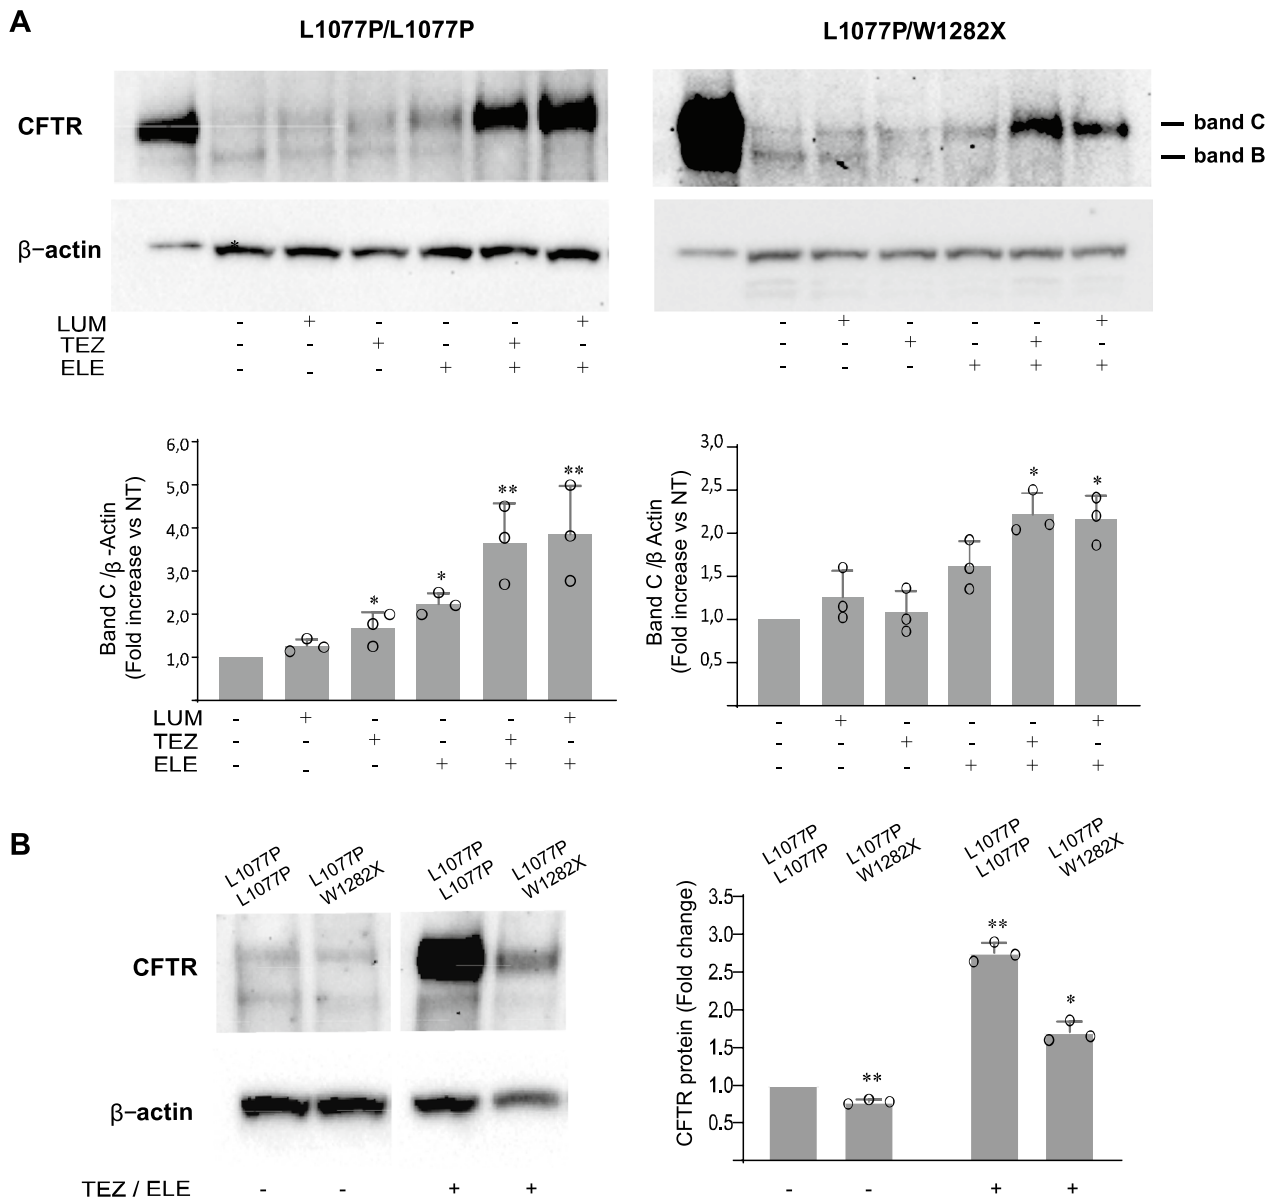 A
L1077P/L1077P
L1077P/W1282X
CFTR
band C
band B
β-actin
*
LUM - + - - - +
TEZ - - + - + -
ELE - - - + + +
- + - - - +
- - + - + -
- - - + + +
Band C /β -Actin
(Fold increase vs NT)
6,0
5,0
4,0
3,0
2,0
1,0
*
*
**
**
LUM - + - - - +
TEZ - - + - + -
ELE - - - + + +
Band C /β Actin
(Fold increase vs NT)
3,0
2,5
2,0
1,5
1,0
0,5
*
*
- + - - - +
- - + - + -
- - - + + +
B
L1077P
L1077P
L1077P
W1282X
L1077P
L1077P
L1077P
W1282X
CFTR
β-actin
TEZ / ELE - - + +
L1077P
L1077P
L1077P
W1282X
L1077P
L1077P
L1077P
W1282X
CFTR protein (Fold change)
3.5
3.0
2.5
2.0
1.5
1.0
0.5
**
**
*
- - + +